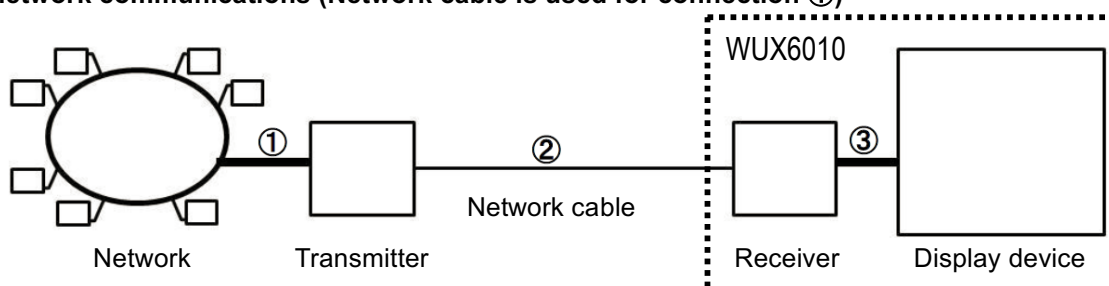 network communications (Network cable is used for connection ①)
WUX6010
①
②
③
Network cable
Network
Transmitter
Receiver
Display device